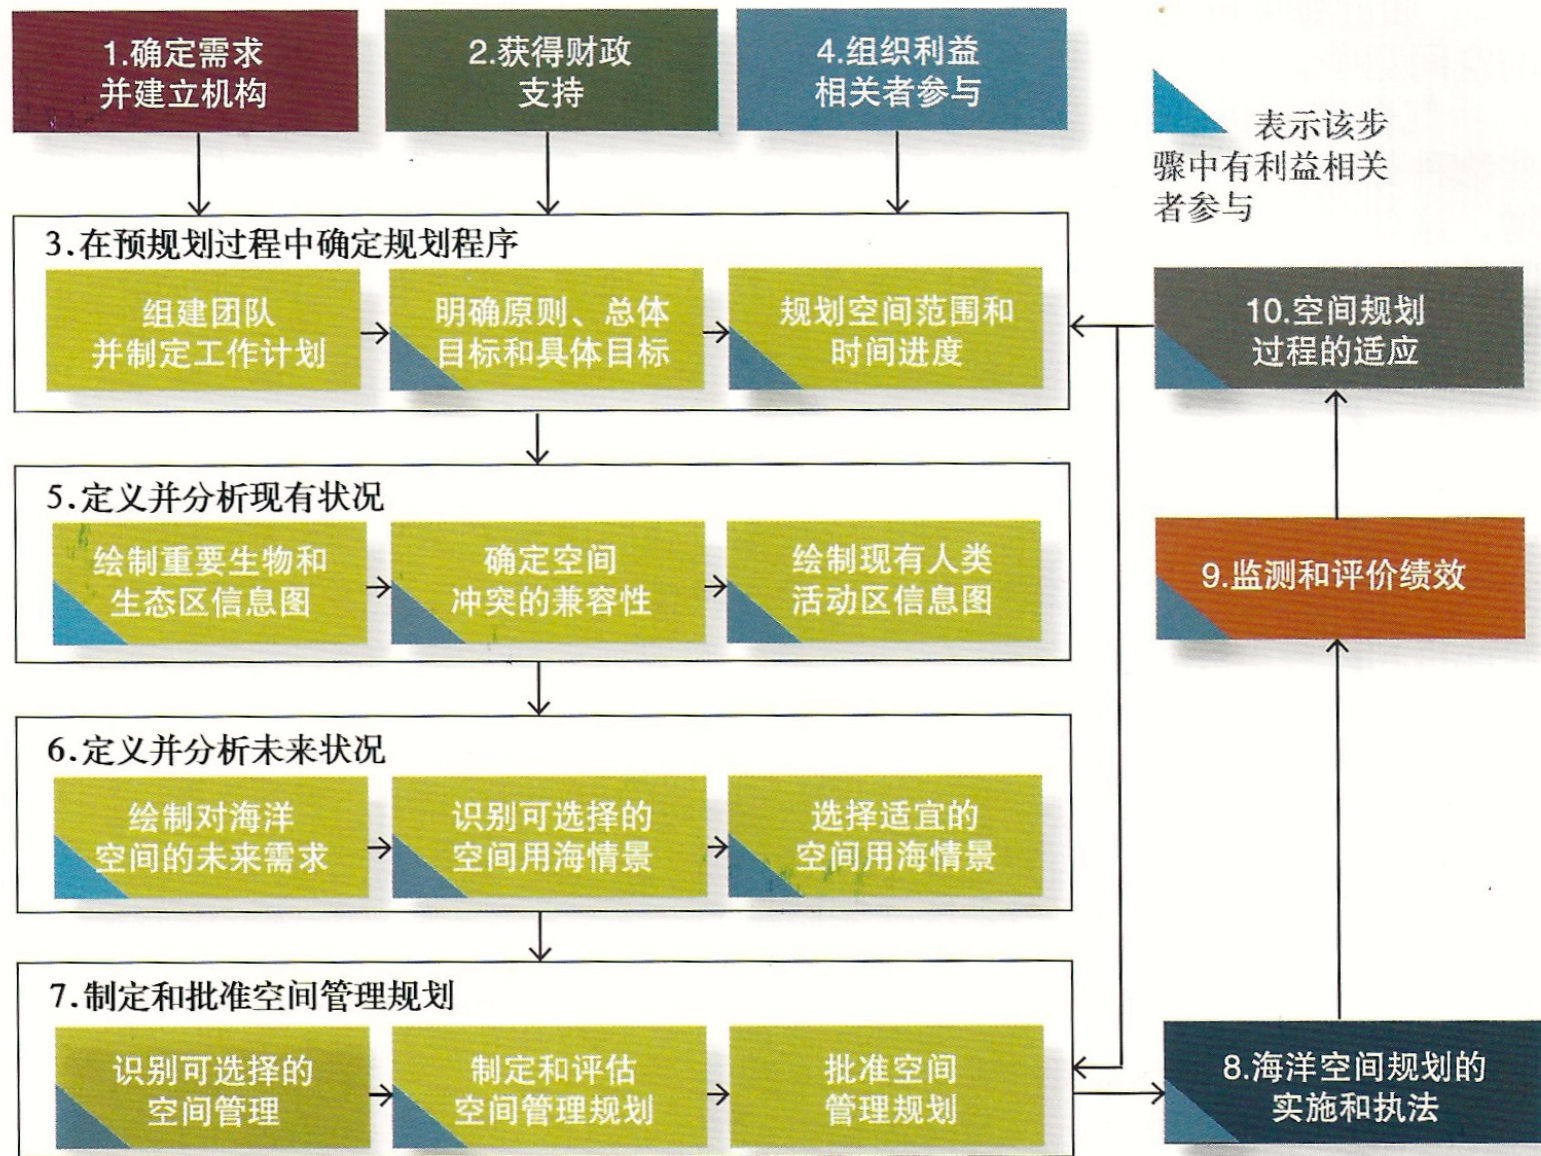 1.确定需求
并建立机构
2.获得财政
支持
4.组织利益
相关者参与
表示该步
骤中有利益相关
者参与
3.在预规划过程中确定规划程序
组建团队
并制定工作计划
明确原则、总体
目标和具体目标
规划空间范围和
时间进度
10.空间规划
过程的适应
5.定义并分析现有状况
绘制重要生物和
生态区信息图
确定空间
冲突的兼容性
绘制现有人类
活动区信息图
9.监测和评价绩效
6.定义并分析未来状况
绘制对海洋
空间的未来需求
识别可选择的
空间用海情景
选择适宜的
空间用海情景
7.制定和批准空间管理规划
识别可选择的
空间管理
制定和评估
空间管理规划
批准空间
管理规划
8.海洋空间规划的
实施和执法